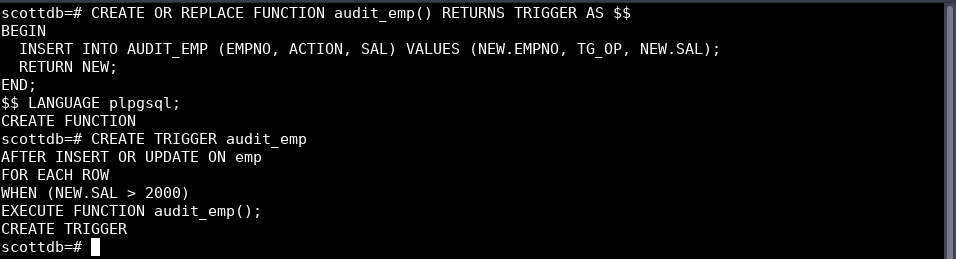 scottdb=# CREATE OR REPLACE FUNCTION audit_emp() RETURNS TRIGGER AS $$
BEGIN
  INSERT INTO AUDIT_EMP (EMPNO, ACTION, SAL) VALUES (NEW.EMPNO, TG_OP, NEW.SAL);
  RETURN NEW;
END;
$$ LANGUAGE plpgsql;
CREATE FUNCTION
scottdb=# CREATE TRIGGER audit_emp
AFTER INSERT OR UPDATE ON emp
FOR EACH ROW
WHEN (NEW.SAL > 2000)
EXECUTE FUNCTION audit_emp();
CREATE TRIGGER
scottdb=#